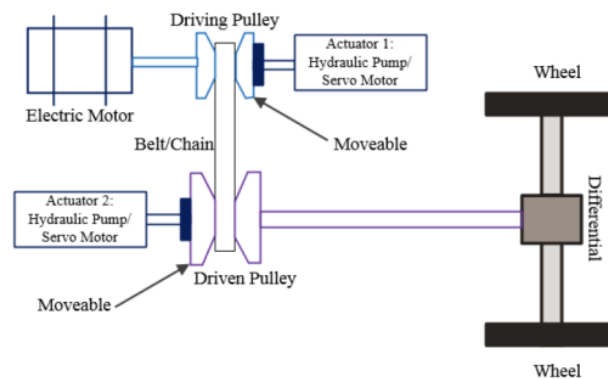 Driving Pulley
Actuator 1:
Hydraulic Pump/
Servo Motor
Wheel
Electric Motor
Belt/Chain
Moveable
Actuator 2:
Hydraulic Pump/
Servo Motor
Differential
Driven Pulley
Moveable
Wheel